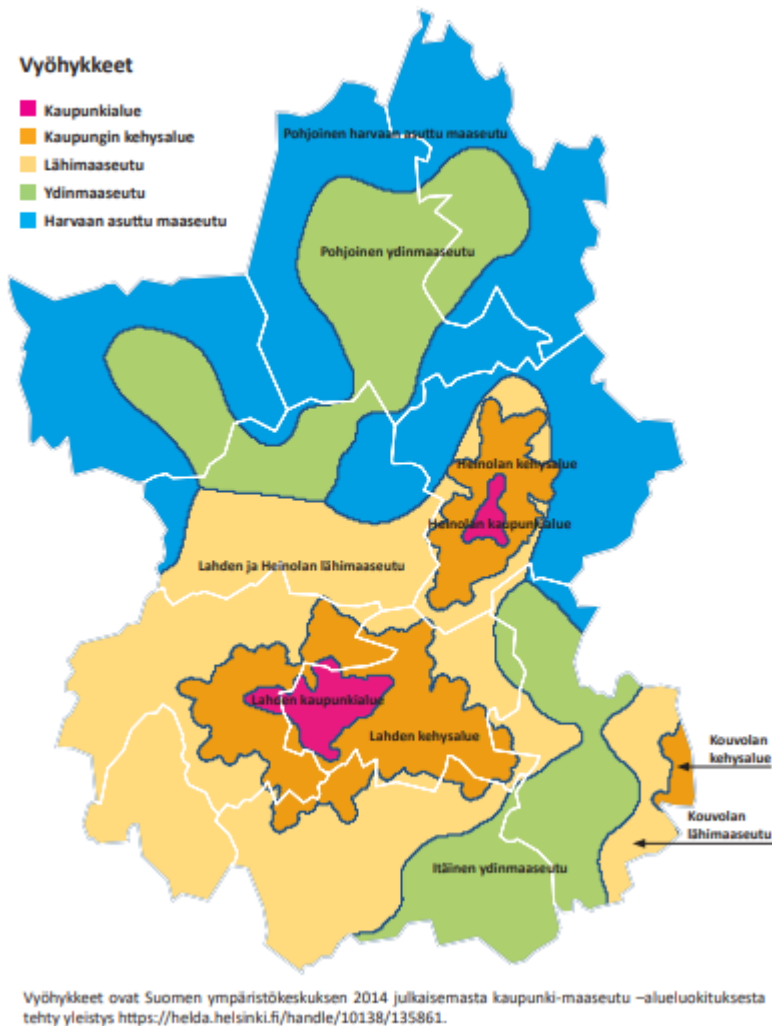 Vyöhykkeet
Kaupunkialue
Kaupungin kehysalue
Lähimaaseutu
Ydinmaaseutu
Harvaan asuttu maaseutu
Pohjoinen harvaan asuttu maaseutu
Pohjoinen ydinmaaseutu
Heinolan kehysalue
Heinolan kaupunkialue
Lahden ja Heinolan lähimaaseutu
Lahden kaupunkialue
Lahden kehysalue
Kouvolan
kehysalue
Kouvolan
lähimaaseutu
Itäinen ydinmaaseutu
Vyöhykkeet ovat Suomen ympäristökeskuksen 2014 julkaisemasta kaupunki-maaseutu –alueluokituksesta
tehty yleistys https://helda.helsinki.fi/handle/10138/135861.